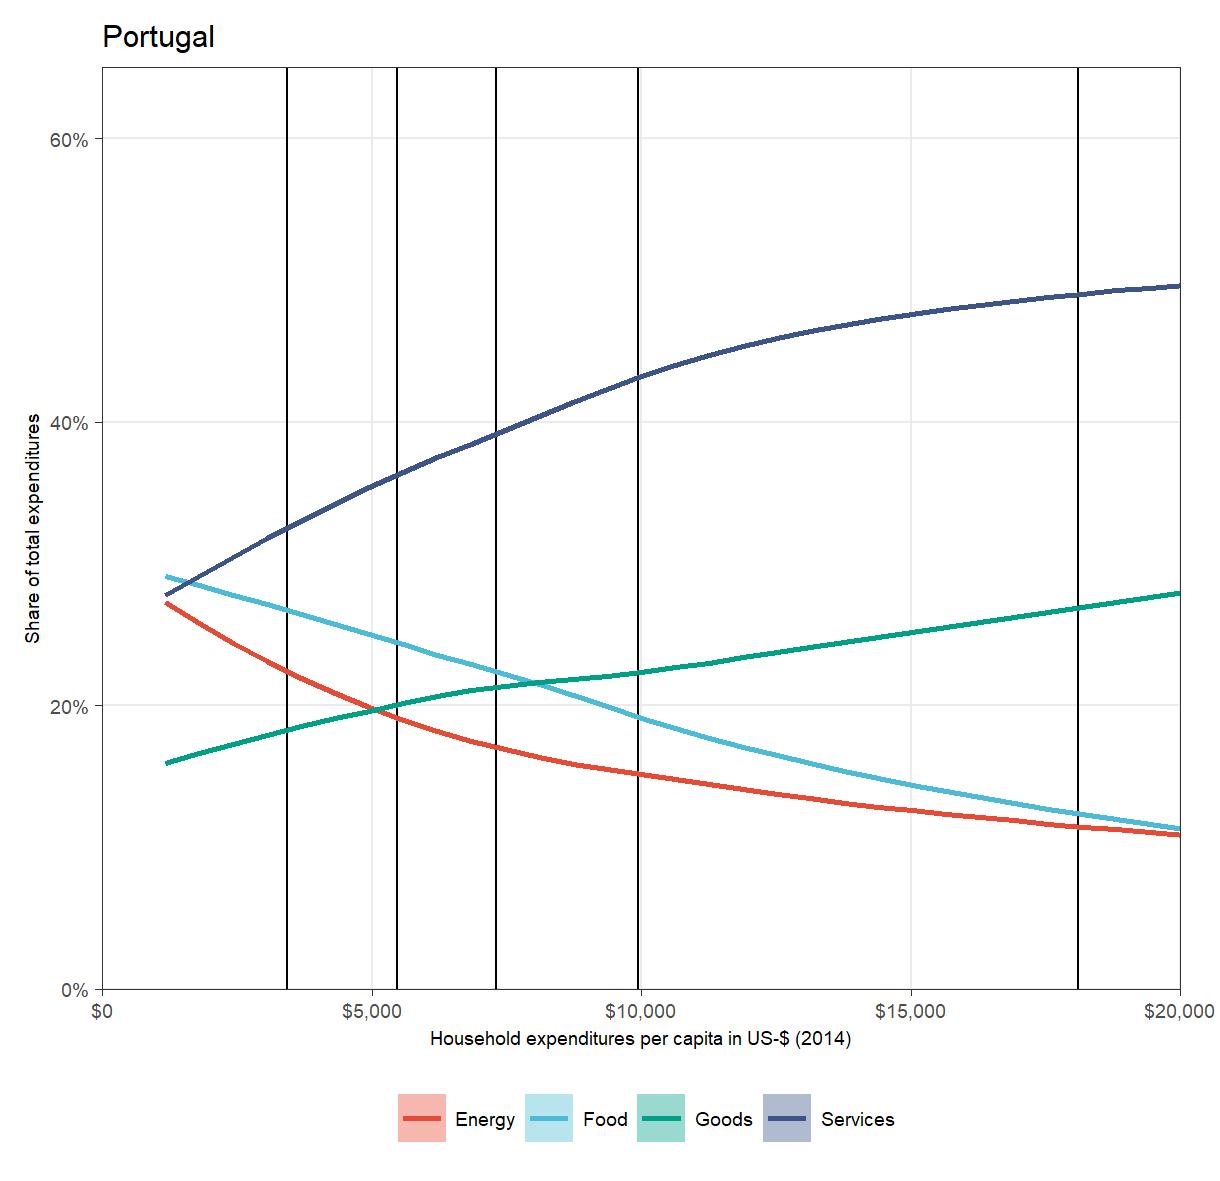 Portugal
60%
40%
20%
0%
Share of total expenditures
$0 $5,000 $10,000 $15,000 $20,000
Household expenditures per capita in US-$ (2014)
Energy Food Goods Services